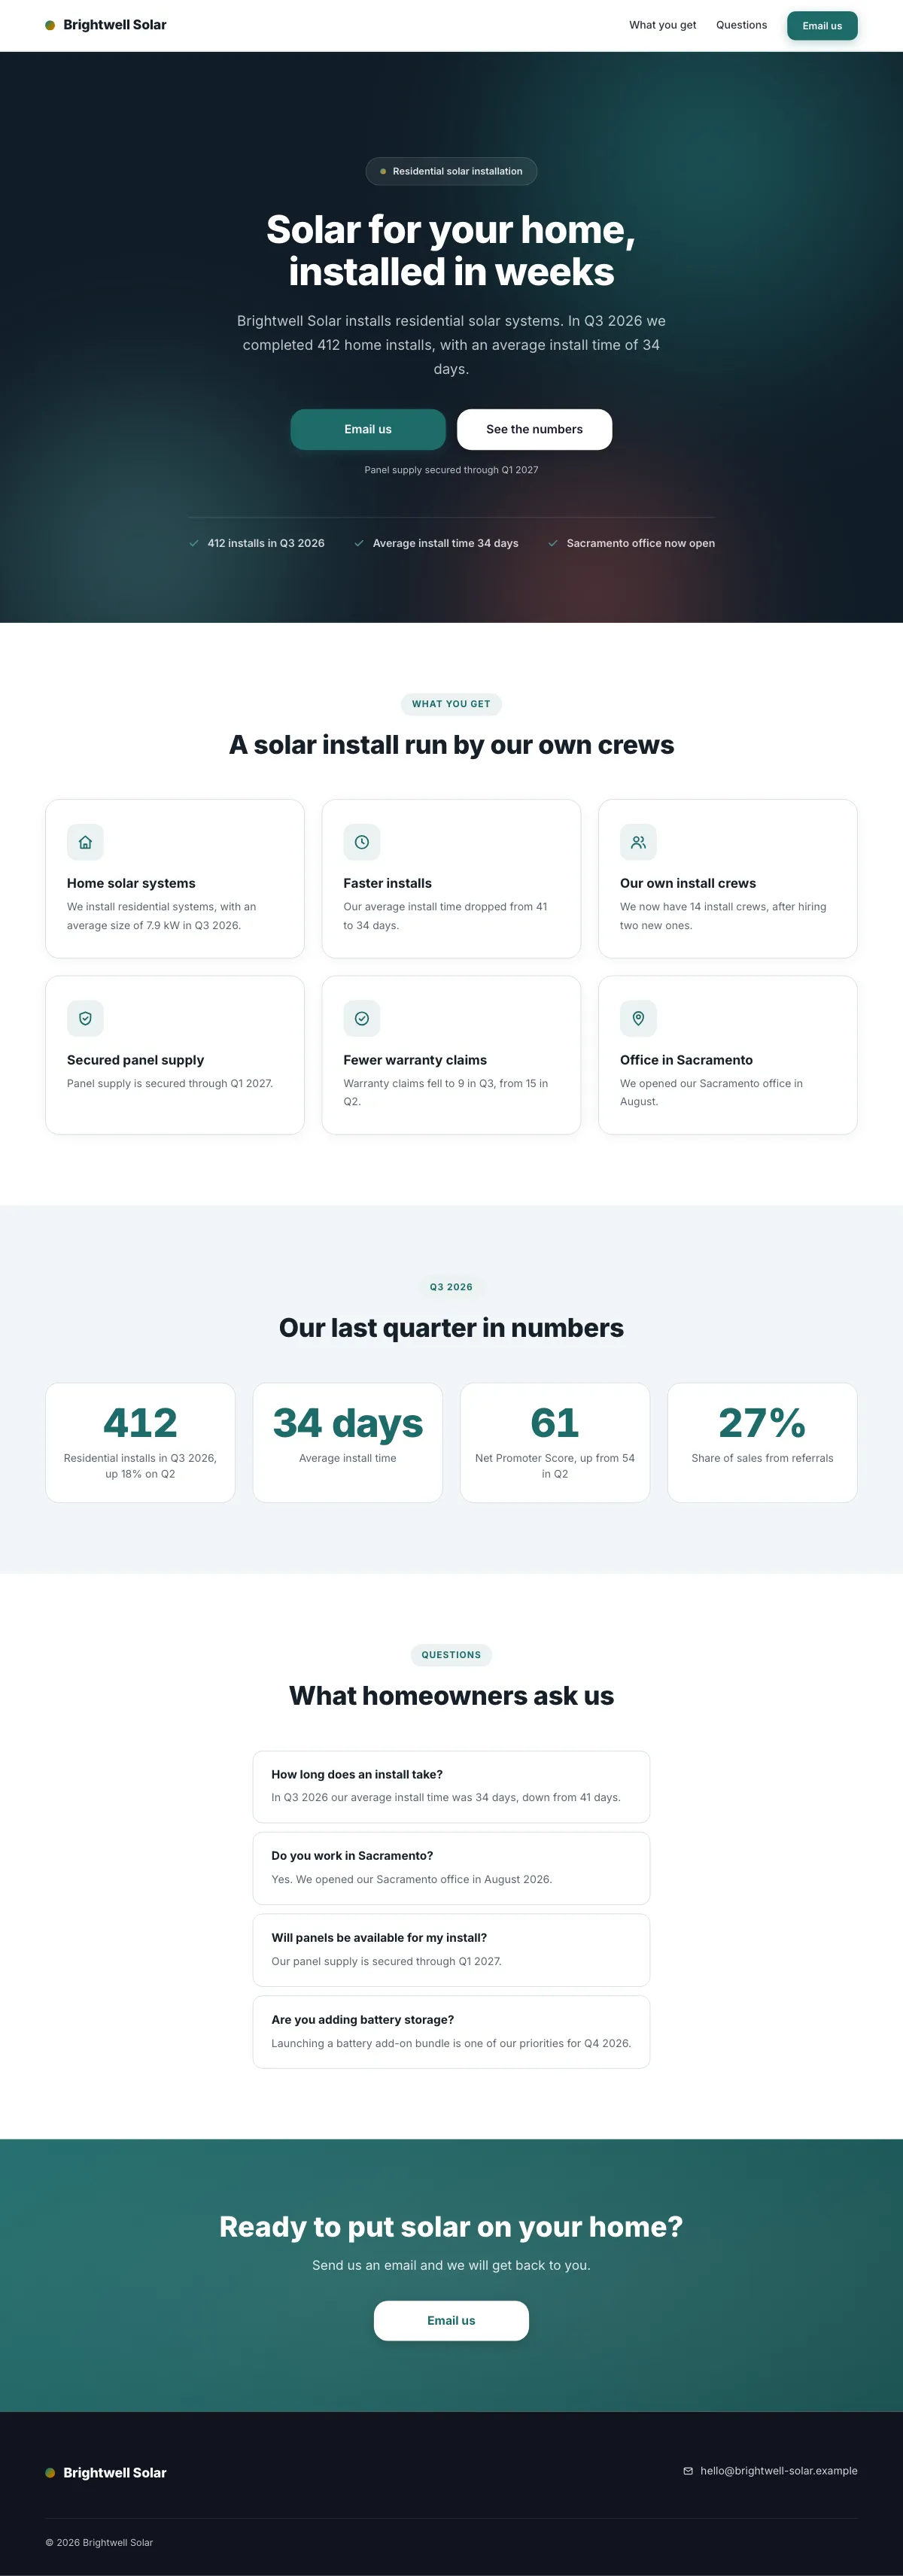 Brightwell Solar
What you get
Questions
Email us
Residential solar installation
Solar for your home,
installed in weeks
Brightwell Solar installs residential solar systems. In Q3 2026 we
completed 412 home installs, with an average install time of 34
days.
Email us
See the numbers
Panel supply secured through Q1 2027
412 installs in Q3 2026
Average install time 34 days
Sacramento office now open
WHAT YOU GET
A solar install run by our own crews
Home solar systems
We install residential systems, with an
average size of 7.9 kW in Q3 2026.
Faster installs
Our average install time dropped from 41
to 34 days.
Our own install crews
We now have 14 install crews, after hiring
two new ones.
Secured panel supply
Panel supply is secured through Q1 2027.
Fewer warranty claims
Warranty claims fell to 9 in Q3, from 15 in
Q2.
Office in Sacramento
We opened our Sacramento office in
August.
Q3 2026
Our last quarter in numbers
412
Residential installs in Q3 2026,
up 18% on Q2
34 days
Average install time
61
Net Promoter Score, up from 54
in Q2
27%
Share of sales from referrals
QUESTIONS
What homeowners ask us
How long does an install take?
In Q3 2026 our average install time was 34 days, down from 41 days.
Do you work in Sacramento?
Yes. We opened our Sacramento office in August 2026.
Will panels be available for my install?
Our panel supply is secured through Q1 2027.
Are you adding battery storage?
Launching a battery add-on bundle is one of our priorities for Q4 2026.
Ready to put solar on your home?
Send us an email and we will get back to you.
Email us
Brightwell Solar
hello@brightwell-solar.example
© 2026 Brightwell Solar